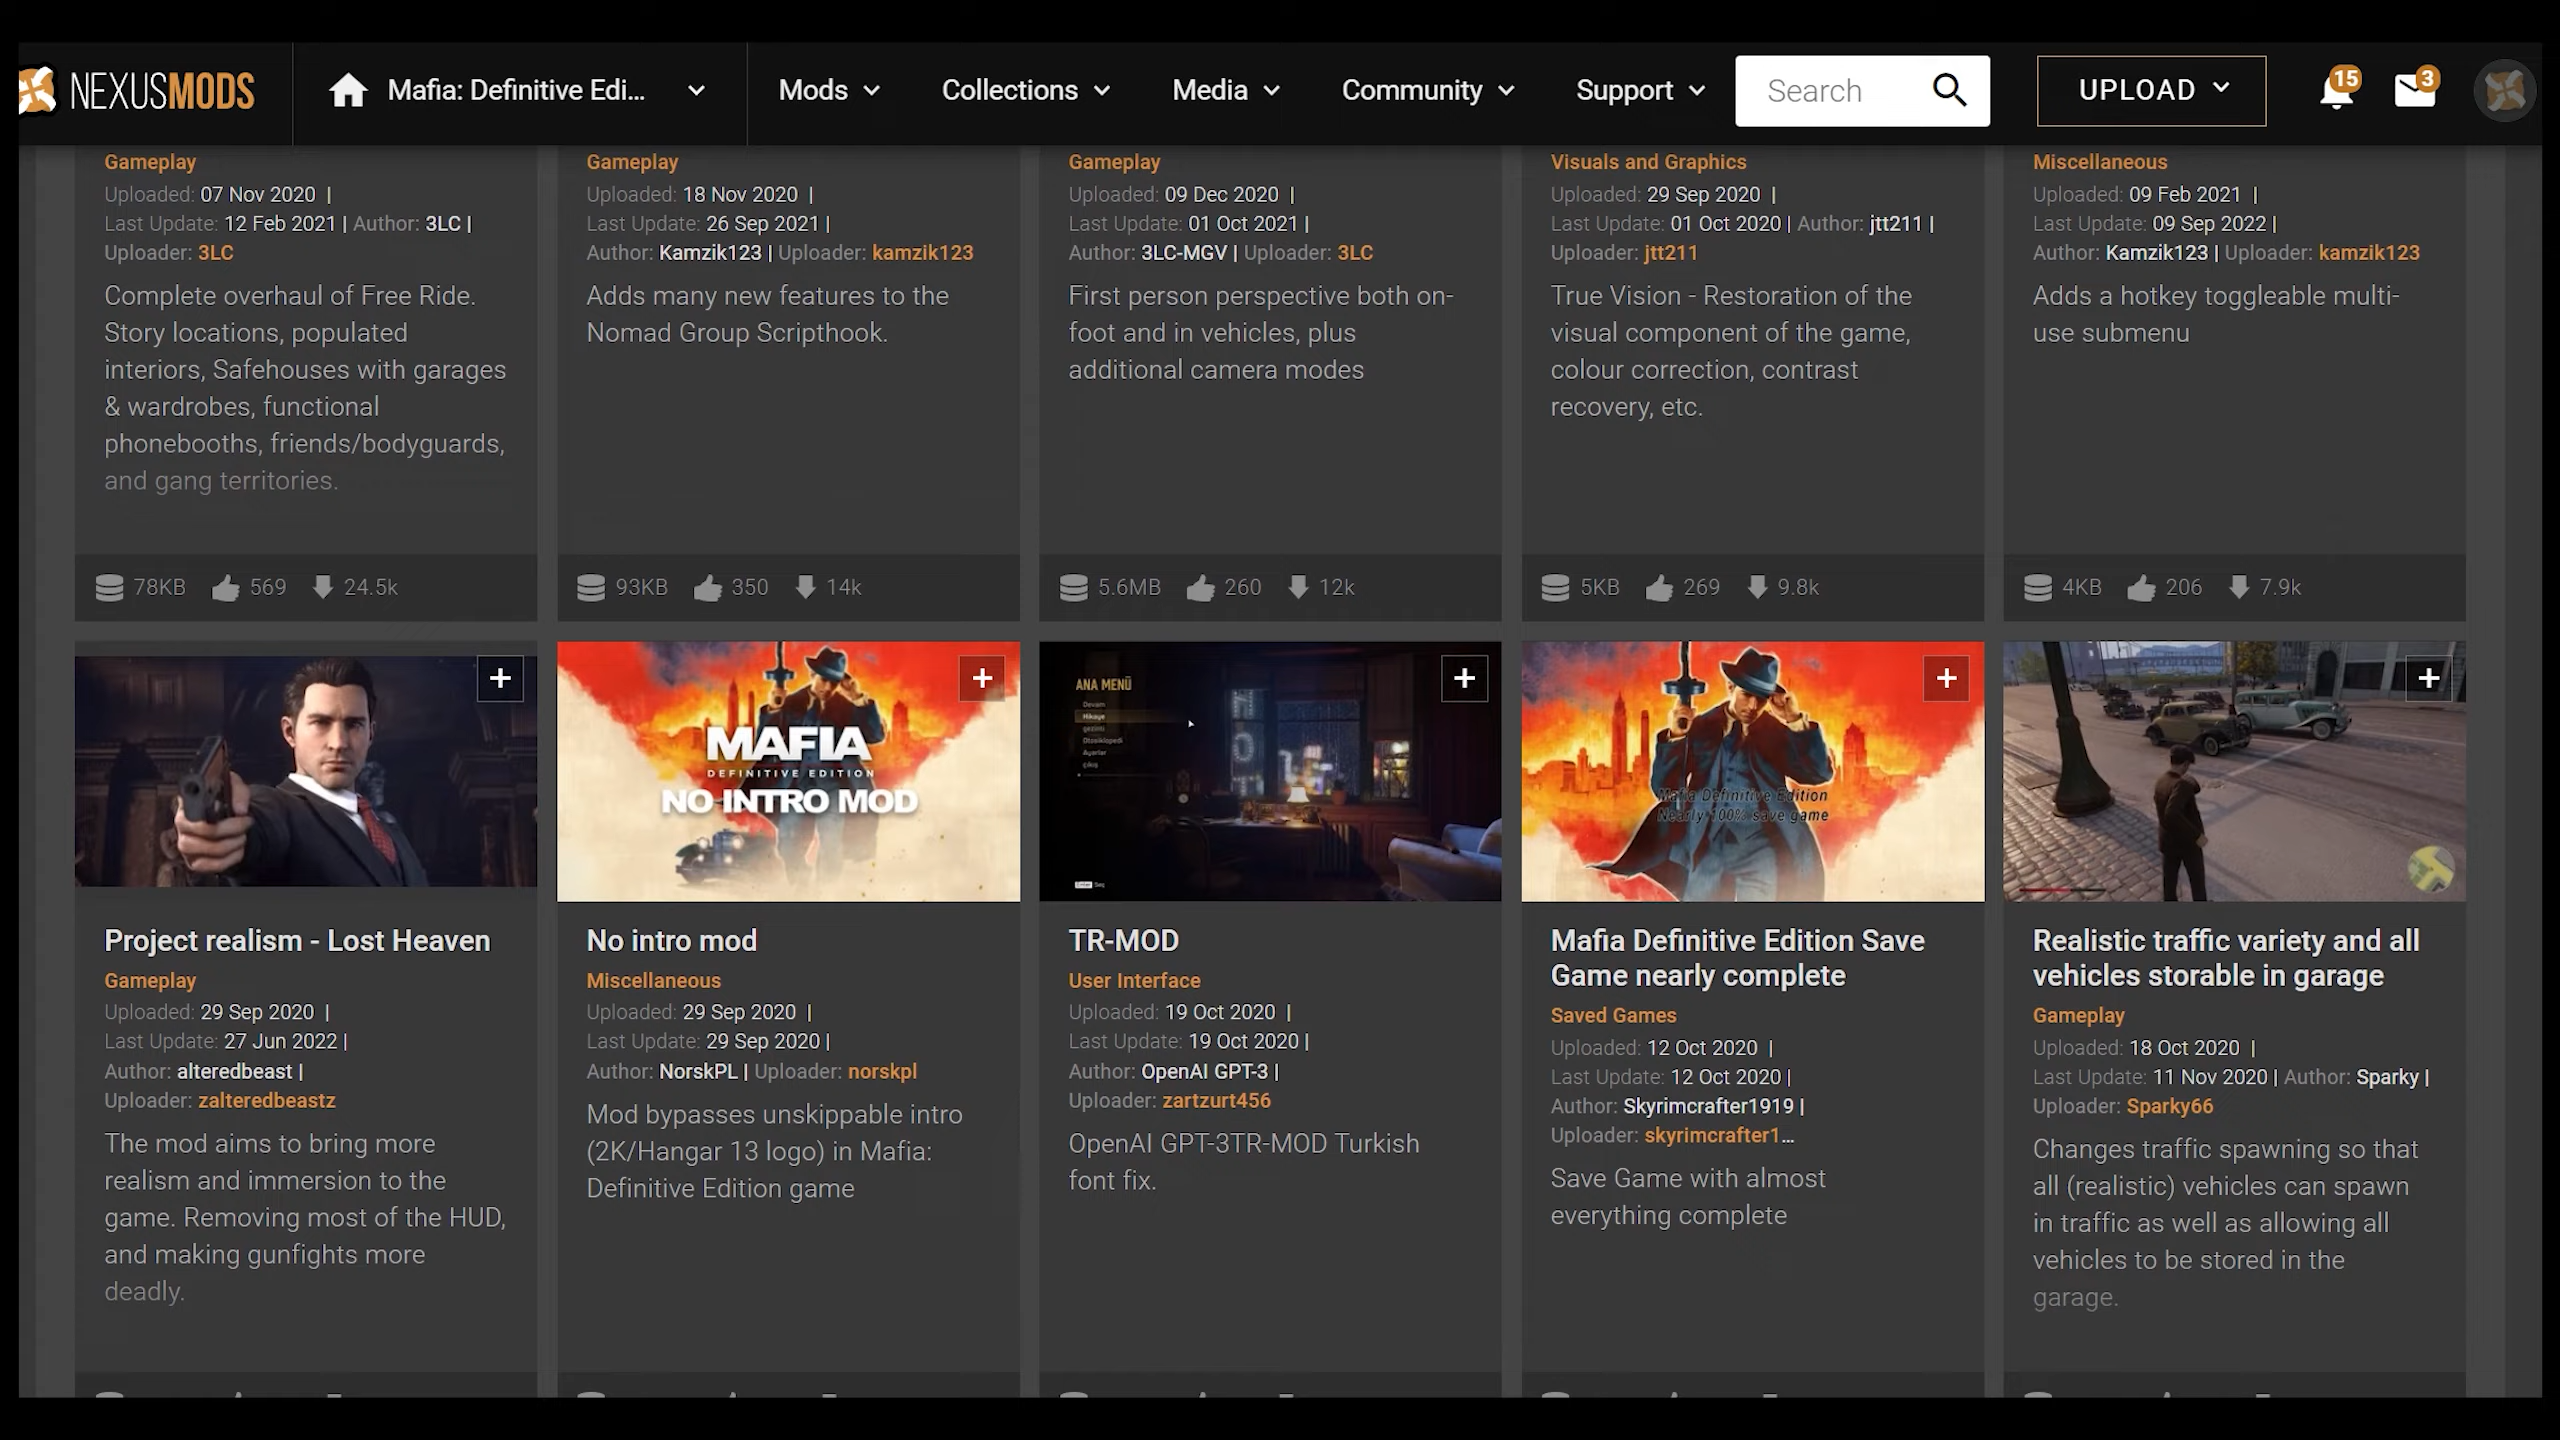 NEXUSMODS
Mafia: Definitive Edi...
Mods
Collections
Media
Community
Support
Search
UPLOAD
15
3
Gameplay
Uploaded: 07 Nov 2020 |
Last Update: 12 Feb 2021 | Author: 3LC |
Uploader: 3LC
Complete overhaul of Free Ride.
Story locations, populated
interiors, Safehouses with garages
& wardrobes, functional
phonebooths, friends/bodyguards,
and gang territories.
78KB 569 24.5k
Gameplay
Uploaded: 18 Nov 2020 |
Last Update: 26 Sep 2021 |
Author: Kamzik123 | Uploader: kamzik123
Adds many new features to the
Nomad Group Scripthook.
93KB 350 14k
Gameplay
Uploaded: 09 Dec 2020 |
Last Update: 01 Oct 2021 |
Author: 3LC-MGV | Uploader: 3LC
First person perspective both on-
foot and in vehicles, plus
additional camera modes
5.6MB 260 12k
Visuals and Graphics
Uploaded: 29 Sep 2020 |
Last Update: 01 Oct 2020 | Author: jtt211 |
Uploader: jtt211
True Vision - Restoration of the
visual component of the game,
colour correction, contrast
recovery, etc.
5KB 269 9.8k
Miscellaneous
Uploaded: 09 Feb 2021 |
Last Update: 09 Sep 2022 |
Author: Kamzik123 | Uploader: kamzik123
Adds a hotkey toggleable multi-
use submenu
4KB 206 7.9k
Project realism - Lost Heaven
Gameplay
Uploaded: 29 Sep 2020 |
Last Update: 27 Jun 2022 |
Author: alteredbeast |
Uploader: zalteredbeastz
The mod aims to bring more
realism and immersion to the
game. Removing most of the HUD,
and making gunfights more
deadly.
MAFIA
DEFINITIVE EDITION
NO INTRO MOD
No intro mod
Miscellaneous
Uploaded: 29 Sep 2020 |
Last Update: 29 Sep 2020 |
Author: NorskPL | Uploader: norskpl
Mod bypasses unskippable intro
(2K/Hangar 13 logo) in Mafia:
Definitive Edition game
ANA MENÜ
Devam
Hikaye
Ayarlar
TR-MOD
User Interface
Uploaded: 19 Oct 2020 |
Last Update: 19 Oct 2020 |
Author: OpenAI GPT-3 |
Uploader: zartzurt456
OpenAI GPT-3TR-MOD Turkish
font fix.
Mafia Definitive Edition
Nearly 100% save game
Mafia Definitive Edition Save
Game nearly complete
Saved Games
Uploaded: 12 Oct 2020 |
Last Update: 12 Oct 2020 |
Author: Skyrimcrafter1919 |
Uploader: skyrimcrafter1...
Save Game with almost
everything complete
Realistic traffic variety and all
vehicles storable in garage
Gameplay
Uploaded: 18 Oct 2020 |
Last Update: 11 Nov 2020 | Author: Sparky |
Uploader: Sparky66
Changes traffic spawning so that
all (realistic) vehicles can spawn
in traffic as well as allowing all
vehicles to be stored in the
garage.